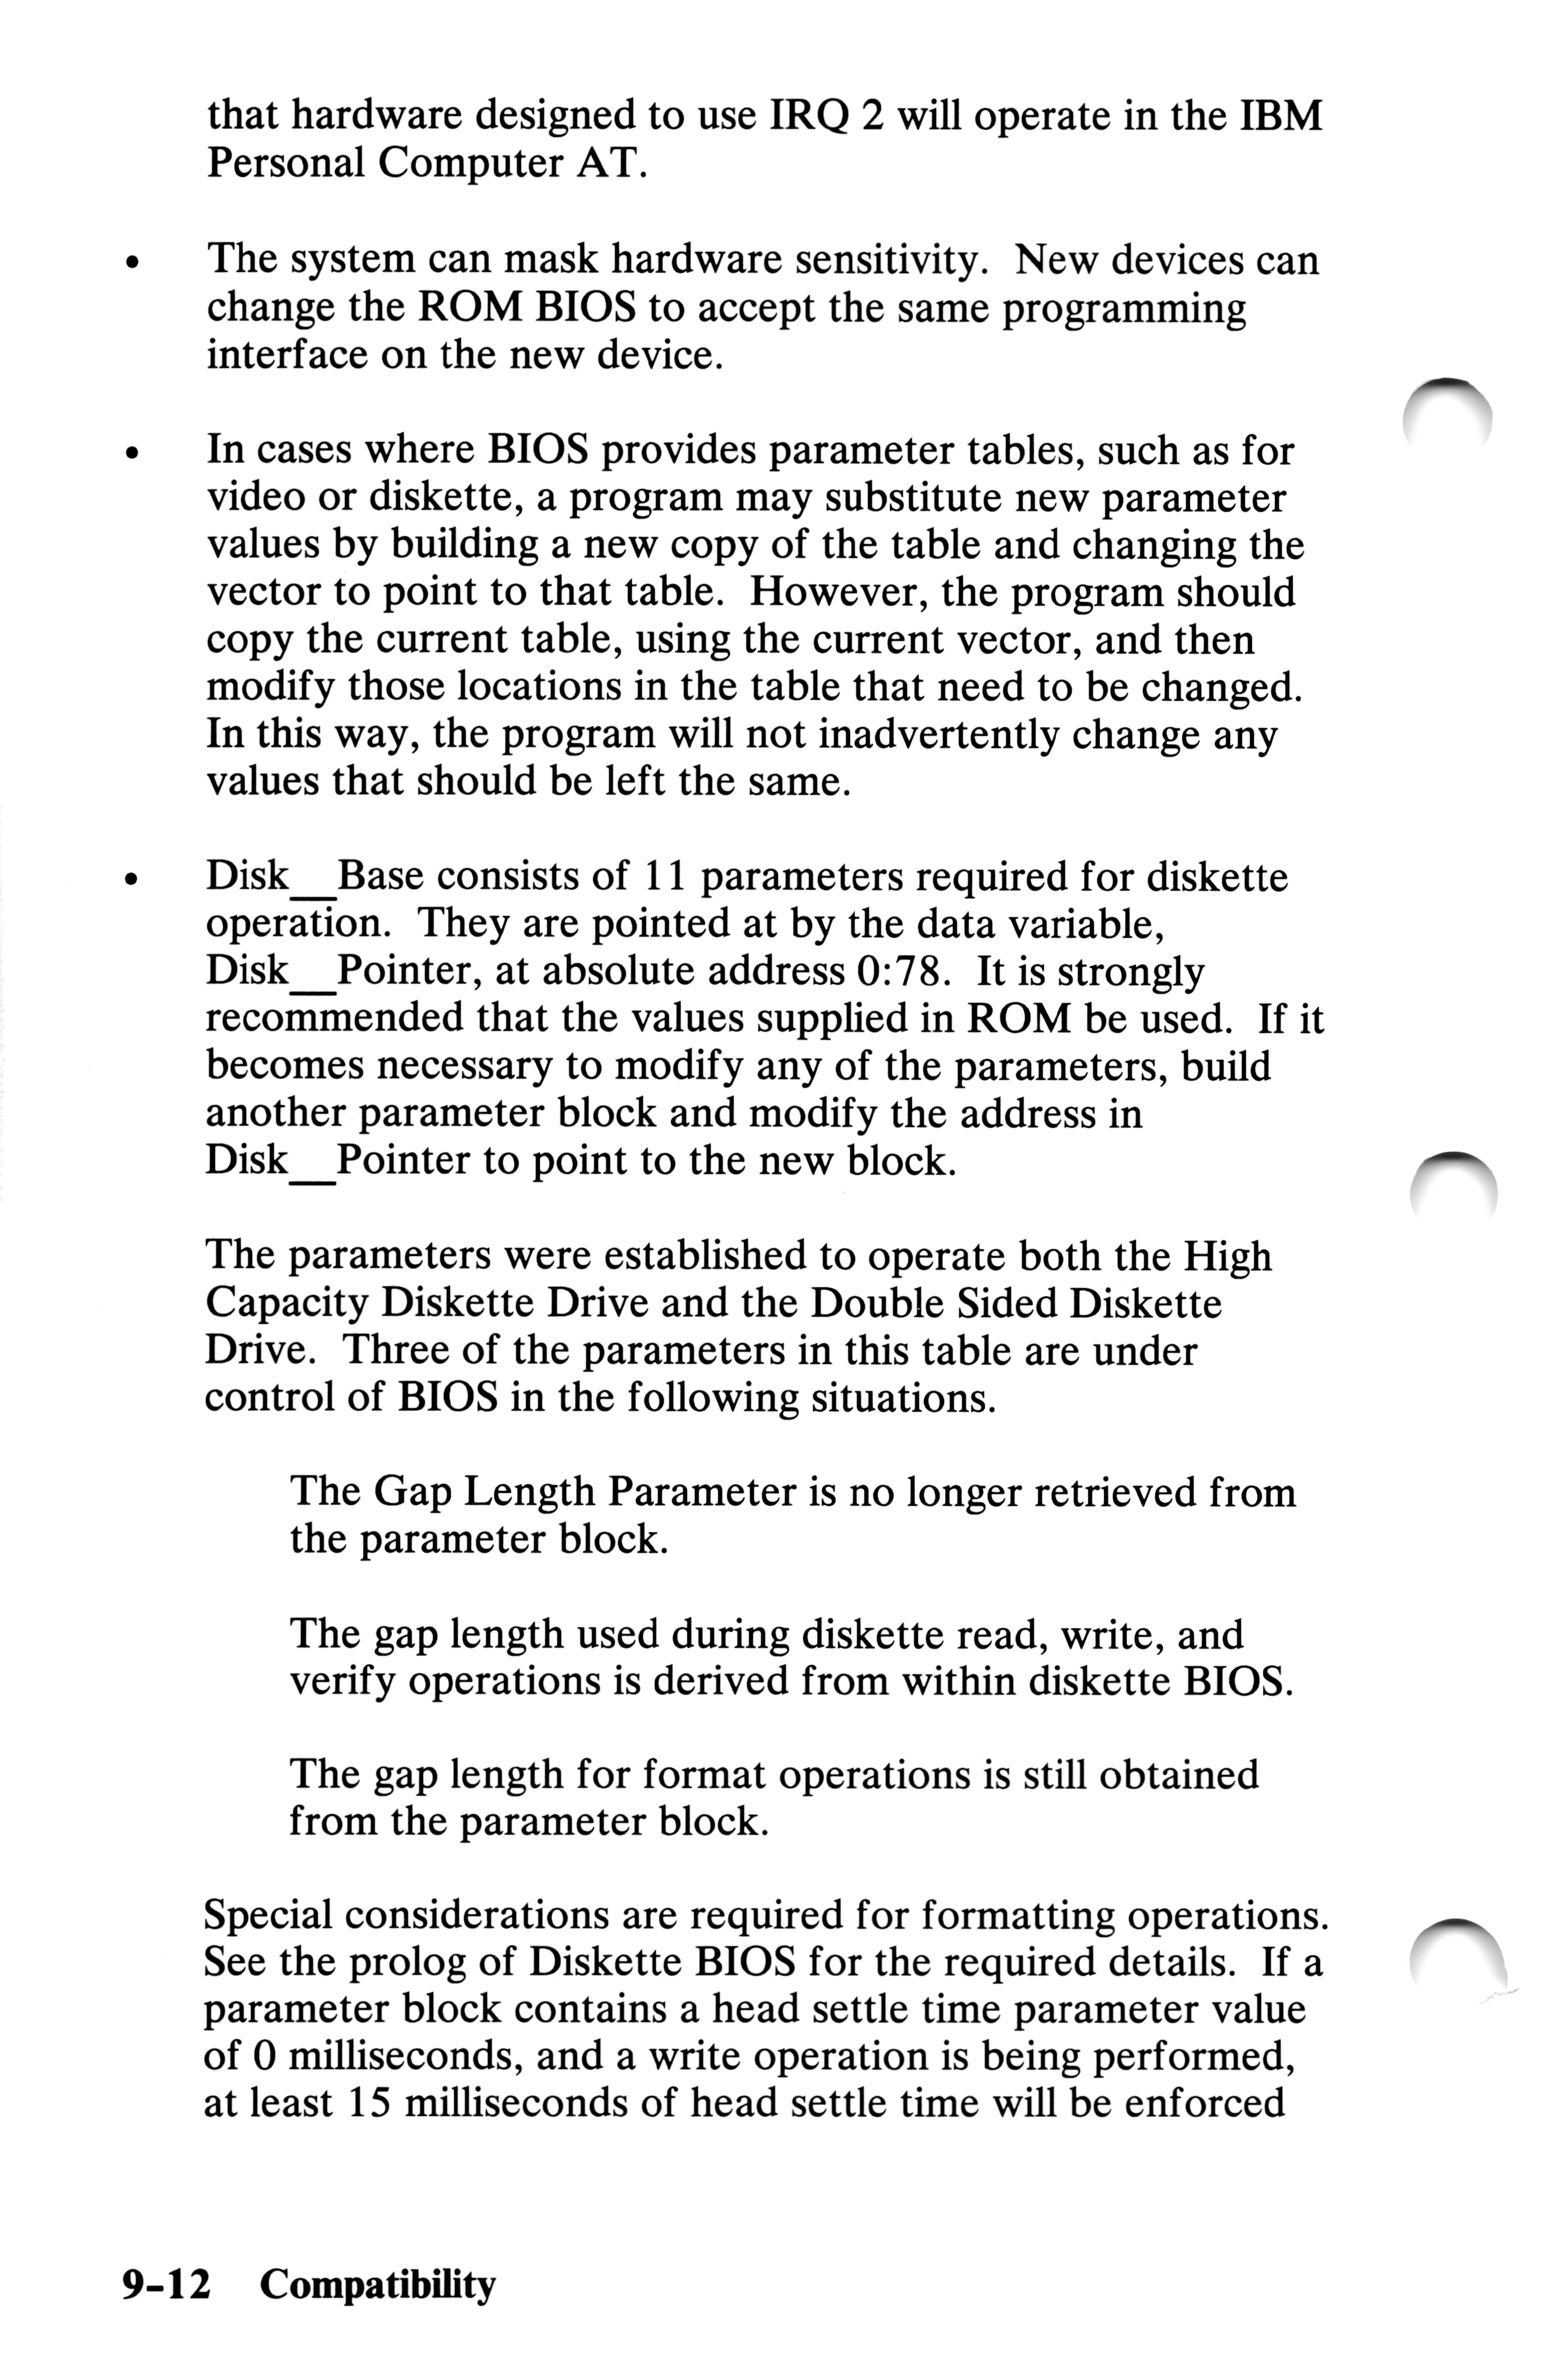 that hardware designed to use IRQ 2 will operate in the IBM
Personal Computer AT.
• The system can mask hardware sensitivity. New devices can
change the ROM BIOS to accept the same programming
interface on the new device.
• In cases where BIOS provides parameter tables, such as for
video or diskette, a program may substitute new parameter
values by building a new copy of the table and changing the
vector to point to that table. However, the program should
copy the current table, using the current vector, and then
modify those locations in the table that need to be changed.
In this way, the program will not inadvertently change any
values that should be left the same.
• Disk__Base consists of 11 parameters required for diskette
operation. They are pointed at by the data variable,
Disk__Pointer, at absolute address 0:78. It is strongly
recommended that the values supplied in ROM be used. If it
becomes necessary to modify any of the parameters, build
another parameter block and modify the address in
Disk__Pointer to point to the new block.
The parameters were established to operate both the High
Capacity Diskette Drive and the Double Sided Diskette
Drive. Three of the parameters in this table are under
control of BIOS in the following situations.
The Gap Length Parameter is no longer retrieved from
the parameter block.
The gap length used during diskette read, write, and
verify operations is derived from within diskette BIOS.
The gap length for format operations is still obtained
from the parameter block.
Special considerations are required for formatting operations.
See the prolog of Diskette BIOS for the required details. If a
parameter block contains a head settle time parameter value
of 0 milliseconds, and a write operation is being performed,
at least 15 milliseconds of head settle time will be enforced
9-12 Compatibility